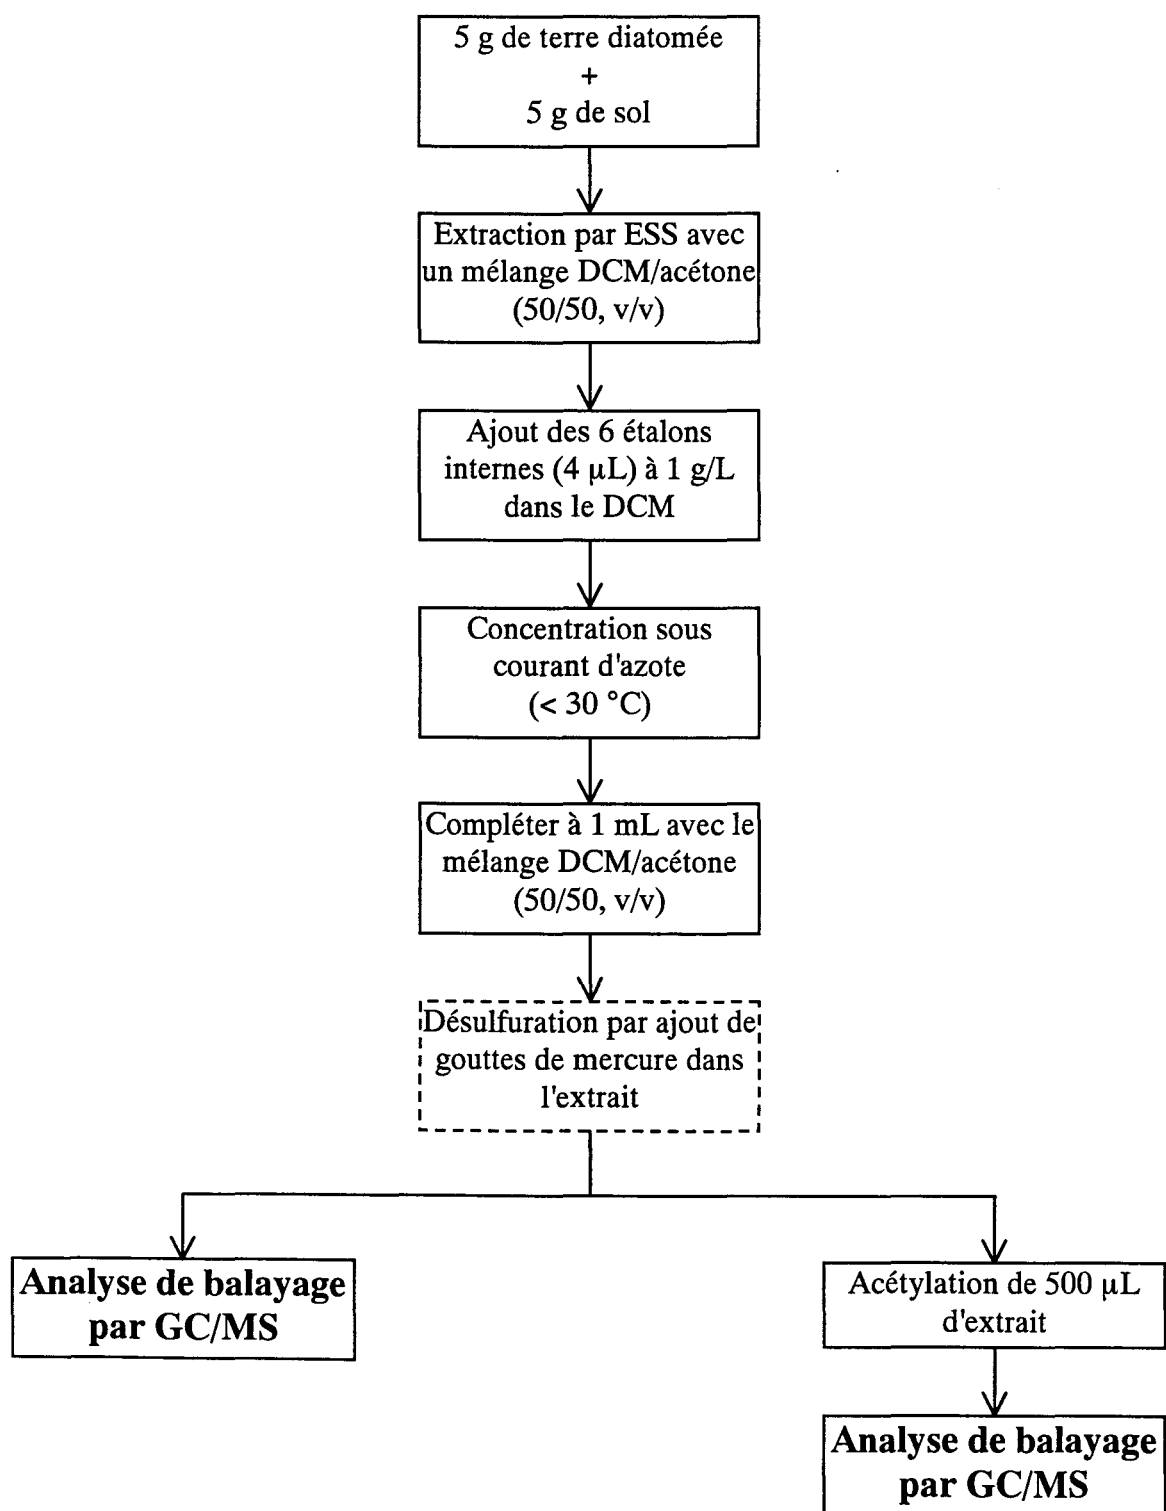 5 g de terre diatomée
+
5 g de sol
Extraction par ESS avec
un mélange DCM/acétone
(50/50, v/v)
Ajout des 6 étalons
internes (4 µL) à 1 g/L
dans le DCM
Concentration sous
courant d'azote
(< 30 °C)
Compléter à 1 mL avec le
mélange DCM/acétone
(50/50, v/v)
Désulfuration par ajout de
gouttes de mercure dans
l'extrait
Analyse de balayage
par GC/MS
Acétylation de 500 µL
d'extrait
Analyse de balayage
par GC/MS